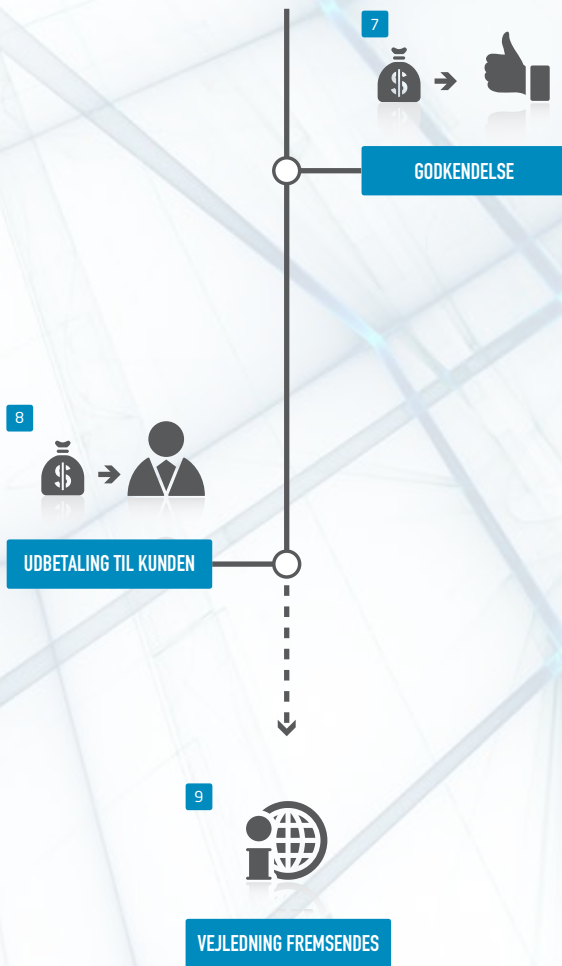 7
$
GODKENDELSE
8
$
UDBETALING TIL KUNDEN
9
i
VEJLEDNING FREMSENDES